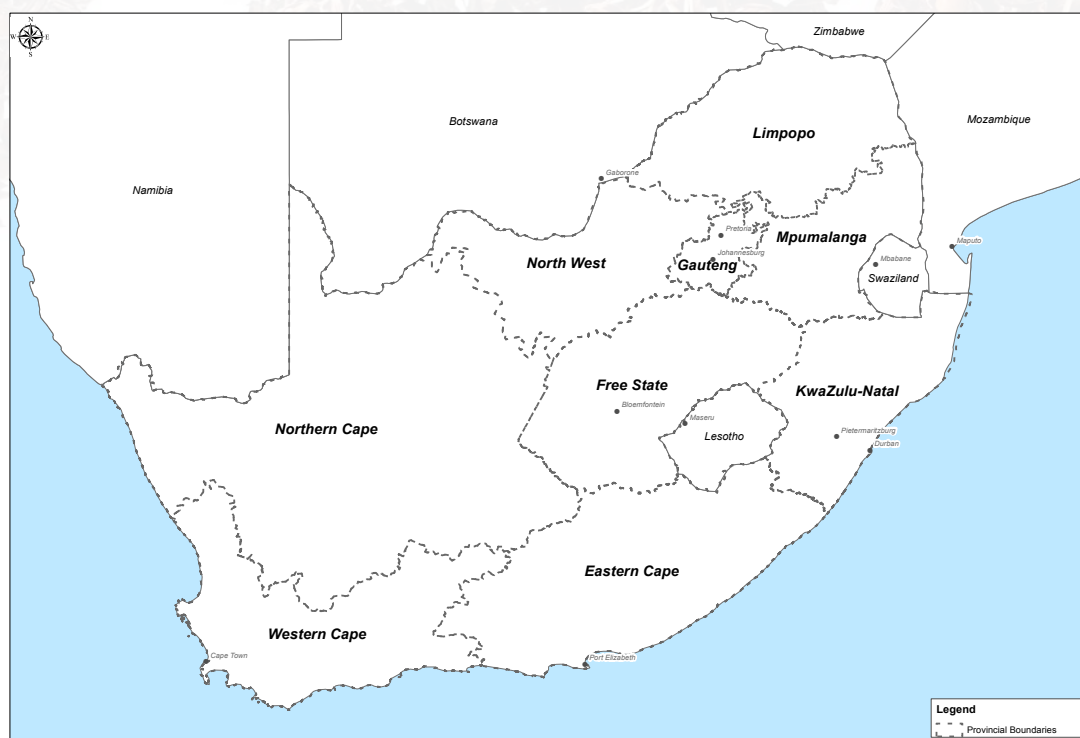 N
W E
S
Zimbabwe
Botswana
Mozambique
Limpopo
Gaborone
Namibia
Pretoria
Mpumalanga
Maputo
Johannesburg
North West
Gauteng
Mbabane
Swaziland
Free State
KwaZulu-Natal
Bloemfontein
Maseru
Northern Cape
Pietermaritzburg
Lesotho
Durban
Eastern Cape
Western Cape
Cape Town
Port Elizabeth
Legend
Provincial Boundaries